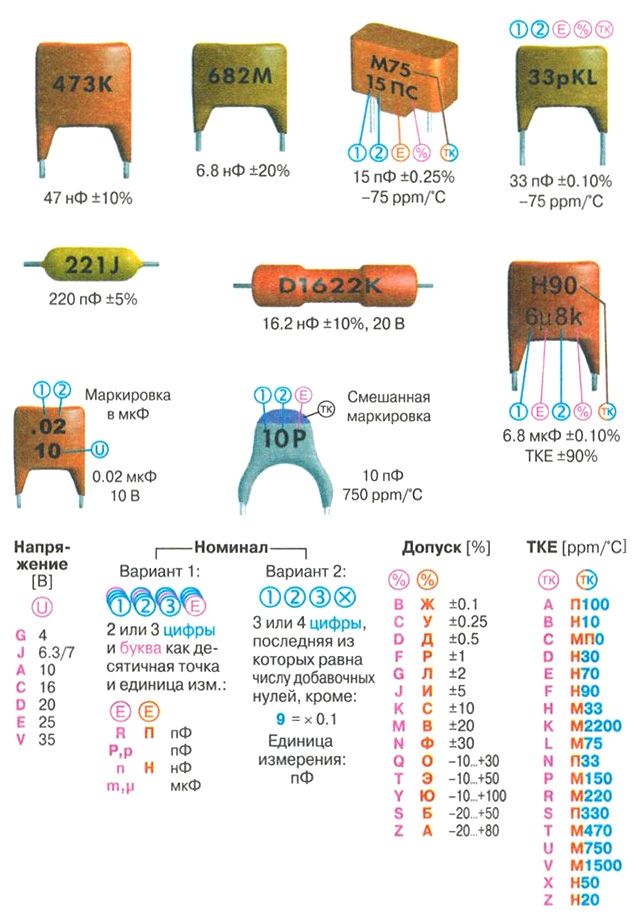 473K
47 нФ ±10%
682M
6.8 нФ ±20%
М75
15 ПС
1 2 E % ТК
15 пФ ±0.25%
–75 ppm/°C
1 2 E % ТК
33pKL
33 пФ ±0.10%
–75 ppm/°C
221J
220 пФ ±5%
D1622K
16.2 нФ ±10%, 20 В
Н90
6µ8k
1 E 2 % ТК
6.8 мкФ ±0.10%
ТКЕ ±90%
1 2
Маркировка
в мкФ
.02
10
U
0.02 мкФ
10 В
1 2 E
ТК
Смешанная
маркировка
10P
10 пФ
750 ppm/°C
Напря-
жение
[В]
U
G 4
J 6.3/7
A 10
C 16
D 20
E 25
V 35
Номинал
Вариант 1:
1 2 3 E
2 или 3 цифры
и буква как де-
сятичная точка
и единица изм.:
E E
R П пФ
P,p пФ
n Н нФ
m,µ мкФ
Вариант 2:
1 2 3 X
3 или 4 цифры,
последняя из
которых равна
числу добавочных
нулей, кроме:
9 = × 0.1
Единица
измерения:
пФ
Допуск [%]
% %
B Ж ±0.1
C У ±0.25
D Д ±0.5
F Р ±1
G Л ±2
J И ±5
K С ±10
M В ±20
N Ф ±30
Q О –10...+30
T Э –10...+50
Y Ю –10...+100
S Б –20...+50
Z А –20...+80
ТКЕ [ppm/°C]
ТК ТК
A П100
B Н10
C МП0
D Н30
E Н70
F Н90
H М33
K М2200
L М75
N П33
P М150
R М220
S П330
T М470
U М750
V М1500
X Н50
Z Н20